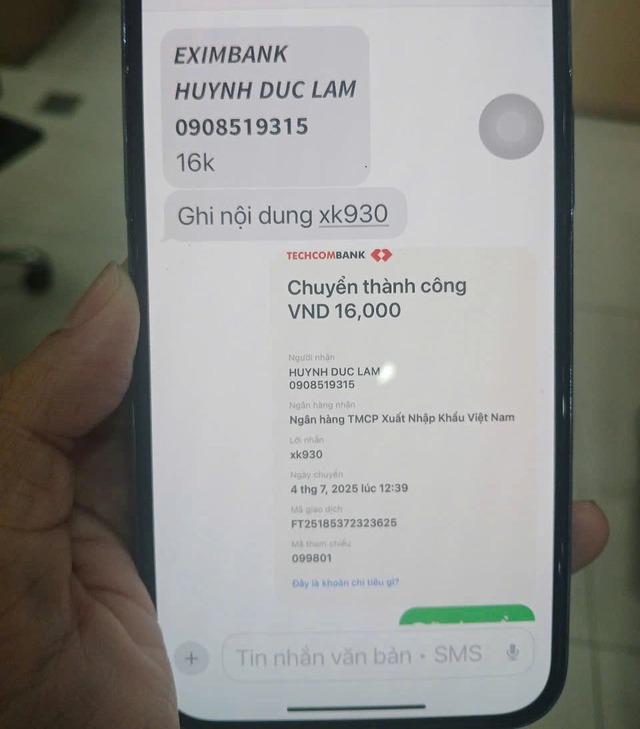 EXIMBANK
HUYNH DUC LAM
0908519315
16k
Ghi nội dung xk930
TECHCOMBANK
Chuyển thành công
VND 16,000
Người nhận
HUYNH DUC LAM
0908519315
Ngân hàng nhận
Ngân hàng TMCP Xuất Nhập Khẩu Việt Nam
Lời nhắn
xk930
Ngày chuyển
4 thg 7, 2025 lúc 12:39
Mã giao dịch
FT25185372323625
Mã tham chiếu
099801
Đây là khoản chi tiêu gì?
Tin nhắn văn bản • SMS